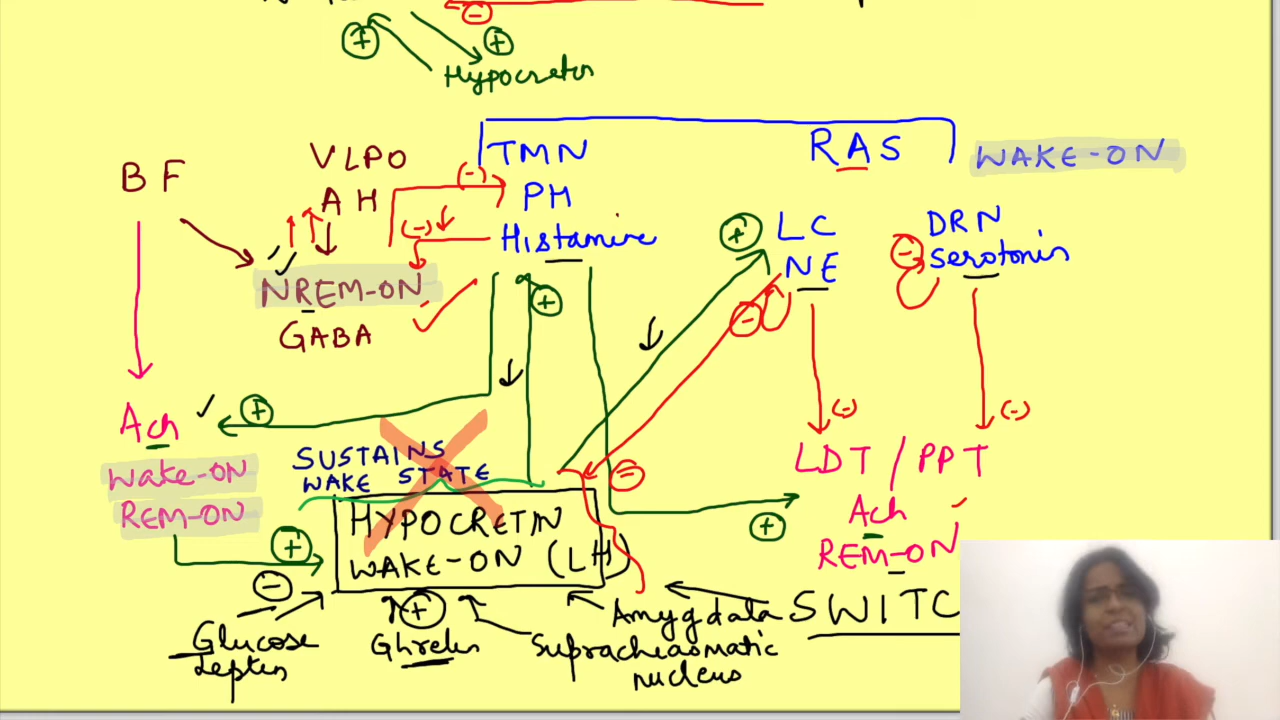 (-)
Hypocretin
(+)
(+)
BF
VLPO
AH
TMN
PH
Histamine
RAS
WAKE-ON
(-)
(-)
NREM-ON
GABA
(+)
(+)
LC
NE
(-)
DRN
Serotonin
(-)
Ach
Wake-ON
REM-ON
(+)
SUSTAINS
WAKE STATE
HYPOCRETIN
WAKE-ON (LH)
(-)
(-)
(-)
LDT / PPT
Ach
REM-ON
(+)
(+)
(-)
Glucose
Leptin
(+)
Ghrelin
Suprachiasmatic
nucleus
Amygdala
SWITC